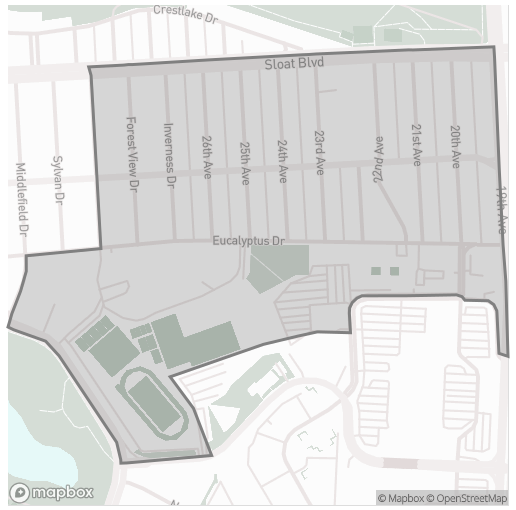 Crestlake Dr
Sloat Blvd
Middlefield Dr
Sylvan Dr
Forest View Dr
Inverness Dr
26th Ave
25th Ave
24th Ave
23rd Ave
22nd Ave
21st Ave
20th Ave
19th Ave
Eucalyptus Dr
mapbox
© Mapbox © OpenStreetMap